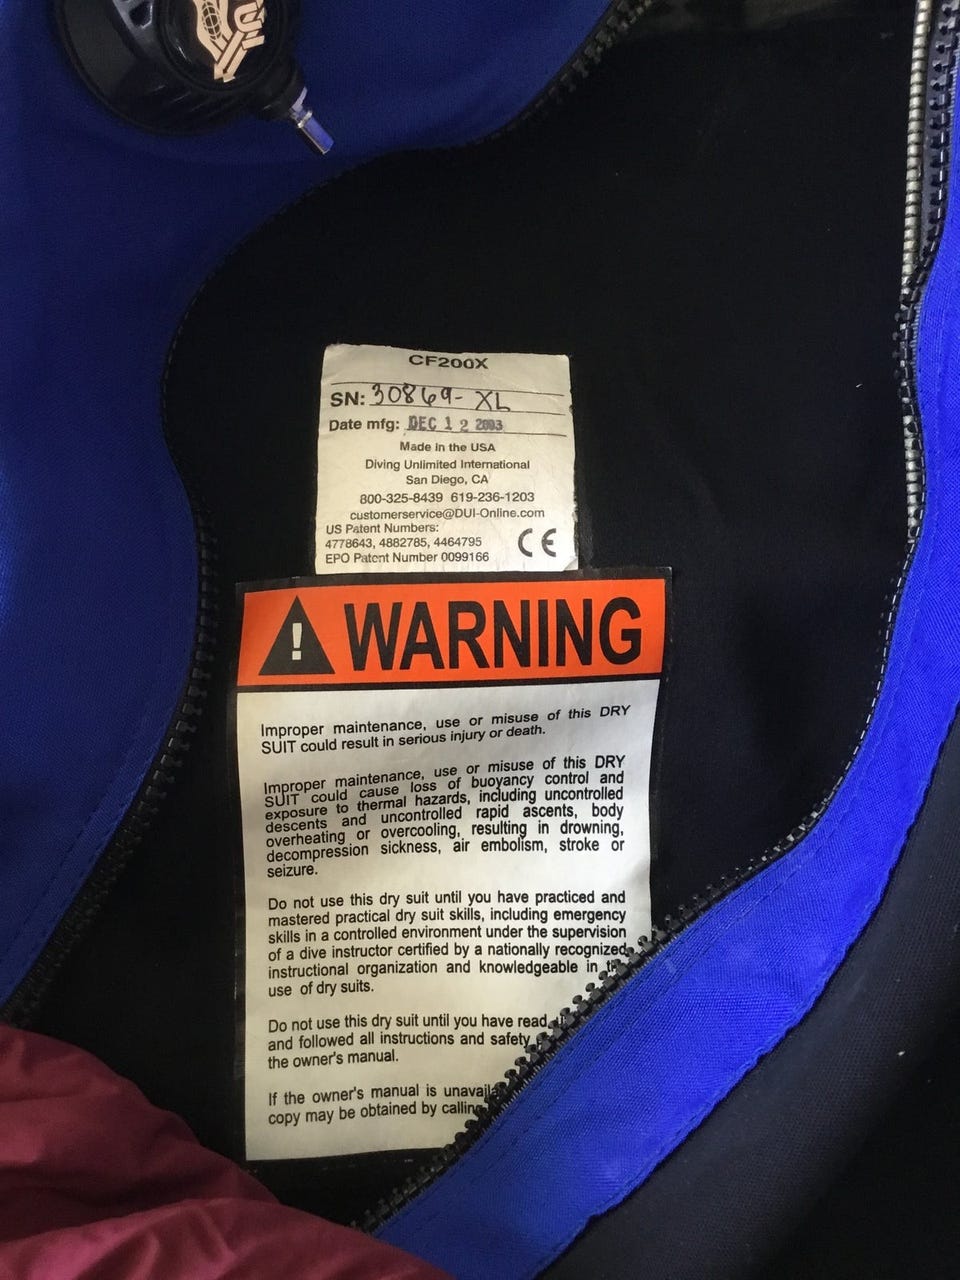 DUI
CF200X
SN: 30869- XL
Date mfg: DEC 12 2003
Made in the USA
Diving Unlimited International
San Diego, CA
800-325-8439 619-236-1203
customerservice@DUI-Online.com
US Patent Numbers:
4778643, 4882785, 4464795
EPO Patent Number 0099166
CE
! WARNING
Improper maintenance, use or misuse of this DRY
SUIT could result in serious injury or death.
Improper maintenance, use or misuse of this DRY
SUIT could cause loss of buoyancy control and
exposure to thermal hazards, including uncontrolled
descents and uncontrolled rapid ascents, body
overheating or overcooling, resulting in drowning,
decompression sickness, air embolism, stroke or
seizure.
Do not use this dry suit until you have practiced and
mastered practical dry suit skills, including emergency
skills in a controlled environment under the supervision
of a dive instructor certified by a nationally recognized
instructional organization and knowledgeable in
use of dry suits.
Do not use this dry suit until you have read,
and followed all instructions and safety
the owner's manual.
If the owner's manual is
copy may be obtained by calling